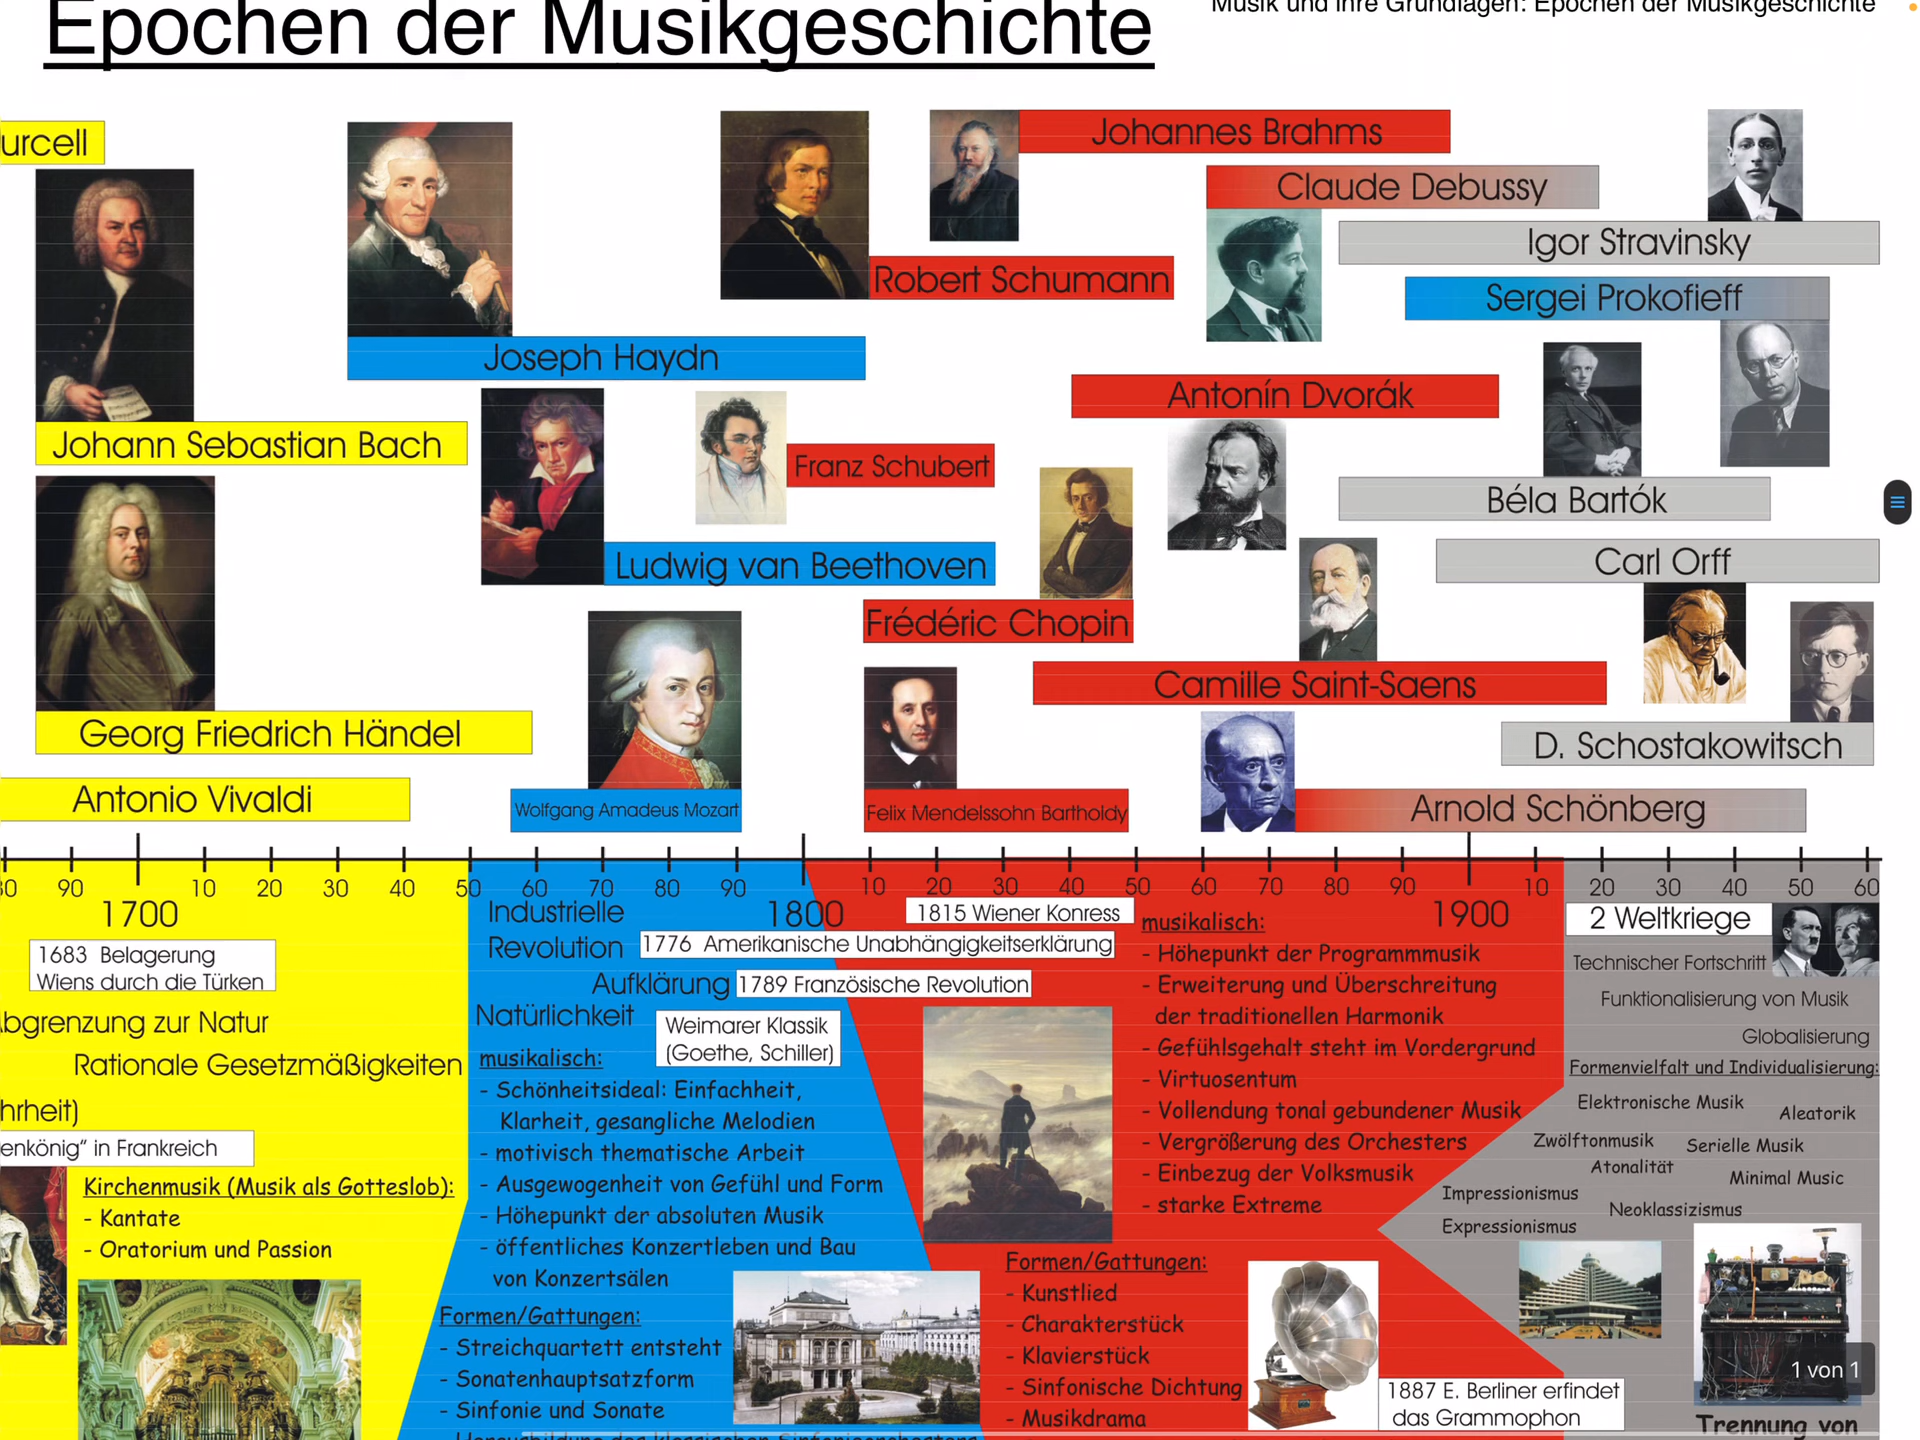 Epochen der Musikgeschichte
Musik und ihre Grundlagen: Epochen der Musikgeschichte
urcell
Johannes Brahms
Claude Debussy
Igor Stravinsky
Robert Schumann
Sergei Prokofieff
Joseph Haydn
Antonín Dvorák
Johann Sebastian Bach
Franz Schubert
Béla Bartók
Ludwig van Beethoven
Carl Orff
Frédéric Chopin
Camille Saint-Saens
Georg Friedrich Händel
D. Schostakowitsch
Antonio Vivaldi
Wolfgang Amadeus Mozart
Felix Mendelssohn Bartholdy
Arnold Schönberg
80 90 10 20 30 40 50 60 70 80 90 10 20 30 40 50 60 70 80 90 10 20 30 40 50 60
1700 1800 1900
1683 Belagerung
Wiens durch die Türken
bgrenzung zur Natur
Rationale Gesetzmäßigkeiten
hrheit)
enkönig“ in Frankreich
Kirchenmusik (Musik als Gotteslob):
- Kantate
- Oratorium und Passion
Industrielle
Revolution
1776 Amerikanische Unabhängigkeitserklärung
Aufklärung
1789 Französische Revolution
Natürlichkeit
Weimarer Klassik
(Goethe, Schiller)
musikalisch:
- Schönheitsideal: Einfachheit,
Klarheit, gesangliche Melodien
- motivisch thematische Arbeit
- Ausgewogenheit von Gefühl und Form
- Höhepunkt der absoluten Musik
- öffentliches Konzertleben und Bau
von Konzertsälen
Formen/Gattungen:
- Streichquartett entsteht
- Sonatenhauptsatzform
- Sinfonie und Sonate
1815 Wiener Konress
musikalisch:
- Höhepunkt der Programmmusik
- Erweiterung und Überschreitung
der traditionellen Harmonik
- Gefühlsgehalt steht im Vordergrund
- Virtuosentum
- Vollendung tonal gebundener Musik
- Vergrößerung des Orchesters
- Einbezug der Volksmusik
- starke Extreme
Formen/Gattungen:
- Kunstlied
- Charakterstück
- Klavierstück
- Sinfonische Dichtung
- Musikdrama
1887 E. Berliner erfindet
das Grammophon
2 Weltkriege
Technischer Fortschritt
Funktionalisierung von Musik
Globalisierung
Formenvielfalt und Individualisierung:
Elektronische Musik
Aleatorik
Zwölftonmusik
Serielle Musik
Atonalität
Minimal Music
Impressionismus
Neoklassizismus
Expressionismus
1 von 1
Trennung von